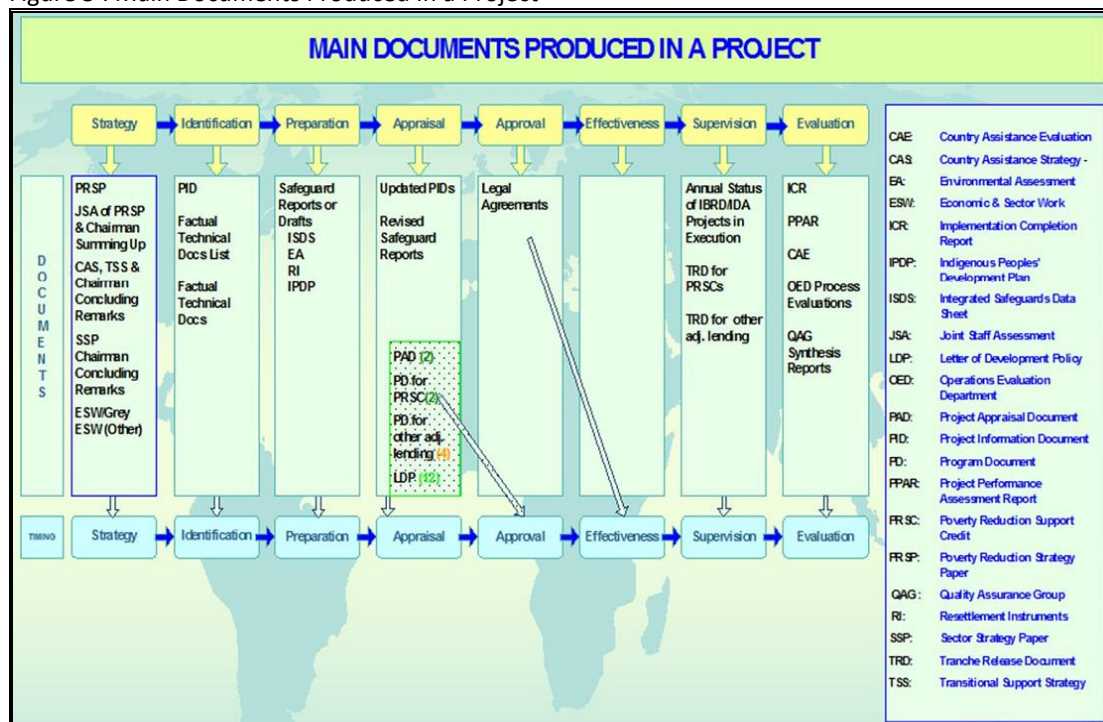 Figure 3 : Main Documents Produced in a Project
MAIN DOCUMENTS PRODUCED IN A PROJECT
Strategy
Identification
Preparation
Appraisal
Approval
Effectiveness
Supervision
Evaluation
DOCUMENTS
PRSP
JSA of PRSP
& Chairman
Summing Up
CAS, TSS &
Chairman
Concluding
Remarks
SSP
Chairman
Concluding
Remarks
ESW/Grey
ESW (Other)
PID
Factual
Technical
Docs List
Factual
Technical
Docs
Safeguard
Reports or
Drafts
ISDS
EA
RI
IPDP
Updated PIDs
Revised
Safeguard
Reports
PAD (2)
PD for
PRSC(2)
PD for
other adj.
lending (4)
LDP (12)
Legal
Agreements
Annual Status
of IBRD/IDA
Projects in
Execution
TRD for
PRSCs
TRD for other
adj. lending
ICR
PPAR
CAE
OED Process
Evaluations
QAG
Synthesis
Reports
TIMING
Strategy
Identification
Preparation
Appraisal
Approval
Effectiveness
Supervision
Evaluation
CAE: Country Assistance Evaluation
CAS: Country Assistance Strategy -
EA: Environmental Assessment
ESW: Economic & Sector Work
ICR: Implementation Completion
Report
IPDP: Indigenous Peoples'
Development Plan
ISDS: Integrated Safeguards Data
Sheet
JSA: Joint Staff Assessment
LDP: Letter of Development Policy
OED: Operations Evaluation
Department
PAD: Project Appraisal Document
PID: Project Information Document
PD: Program Document
PPAR: Project Performance
Assessment Report
PRSC: Poverty Reduction Support
Credit
PRSP: Poverty Reduction Strategy
Paper
QAG: Quality Assurance Group
RI: Resettlement Instruments
SSP: Sector Strategy Paper
TRD: Tranche Release Document
TSS: Transitional Support Strategy